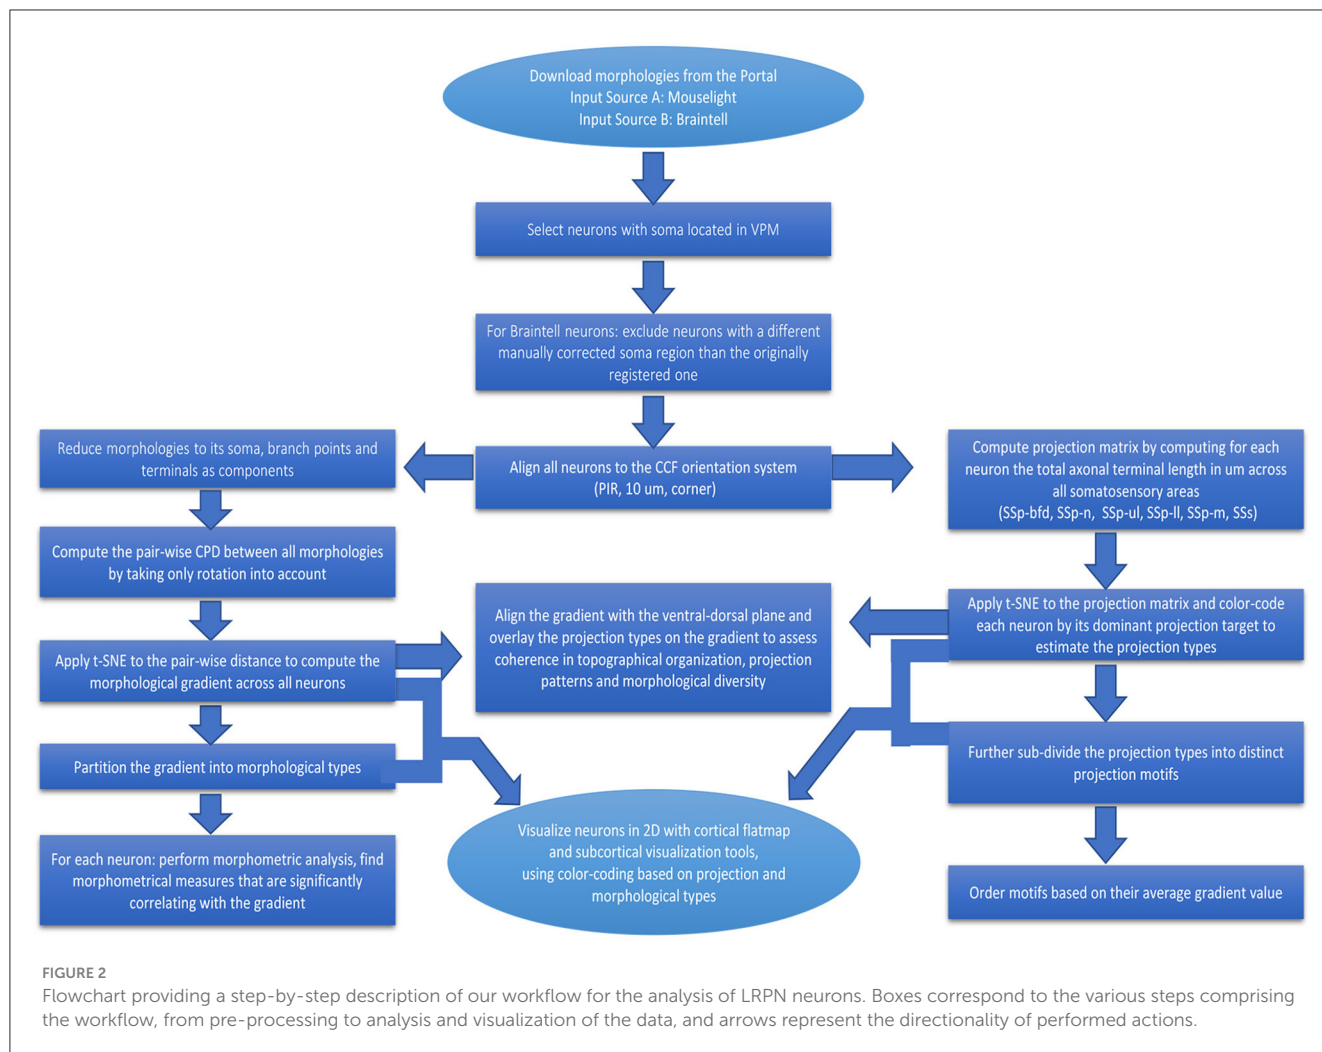 Download morphologies from the Portal
Input Source A: Mouselight
Input Source B: Braintell
Select neurons with soma located in VPM
For Braintell neurons: exclude neurons with a different
manually corrected soma region than the originally
registered one
Align all neurons to the CCF orientation system
(PIR, 10 um, corner)
Reduce morphologies to its soma, branch points and
terminals as components
Compute the pair-wise CPD between all morphologies
by taking only rotation into account
Apply t-SNE to the pair-wise distance to compute the
morphological gradient across all neurons
Partition the gradient into morphological types
For each neuron: perform morphometric analysis, find
morphometrical measures that are significantly
correlating with the gradient
Align the gradient with the ventral-dorsal plane and
overlay the projection types on the gradient to assess
coherence in topographical organization, projection
patterns and morphological diversity
Visualize neurons in 2D with cortical flatmap
and subcortical visualization tools,
using color-coding based on projection and
morphological types
Compute projection matrix by computing for each
neuron the total axonal terminal length in um across
all somatosensory areas
(SSp-bfd, SSp-n, SSp-ul, SSp-ll, SSp-m, SSs)
Apply t-SNE to the projection matrix and color-code
each neuron by its dominant projection target to
estimate the projection types
Further sub-divide the projection types into distinct
projection motifs
Order motifs based on their average gradient value
FIGURE 2
Flowchart providing a step-by-step description of our workflow for the analysis of LRPN neurons. Boxes correspond to the various steps comprising
the workflow, from pre-processing to analysis and visualization of the data, and arrows represent the directionality of performed actions.